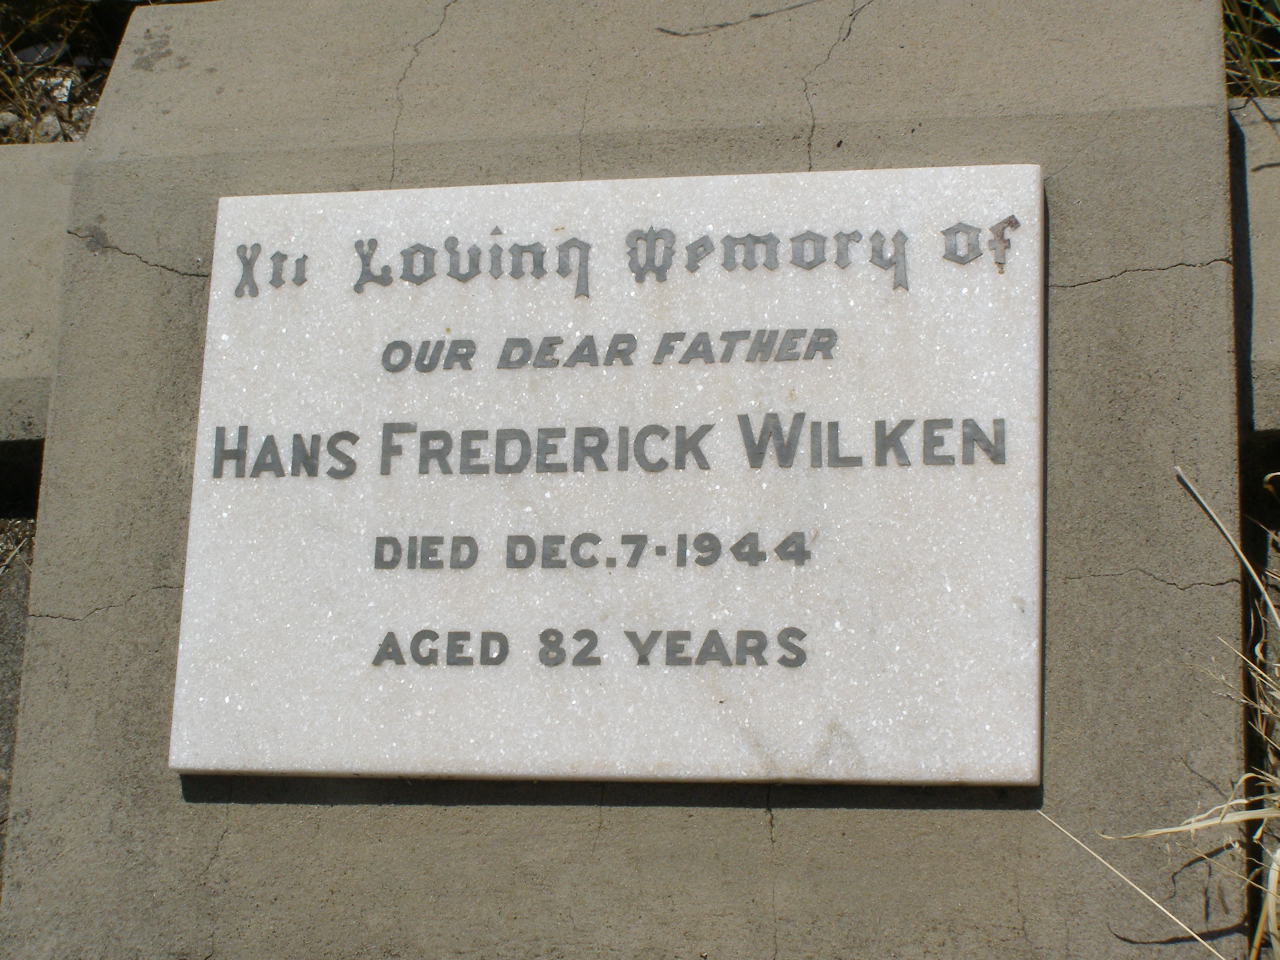 In Loving Memory of
OUR DEAR FATHER
HANS FREDERICK WILKEN
DIED DEC. 7 · 1944
AGED 82 YEARS